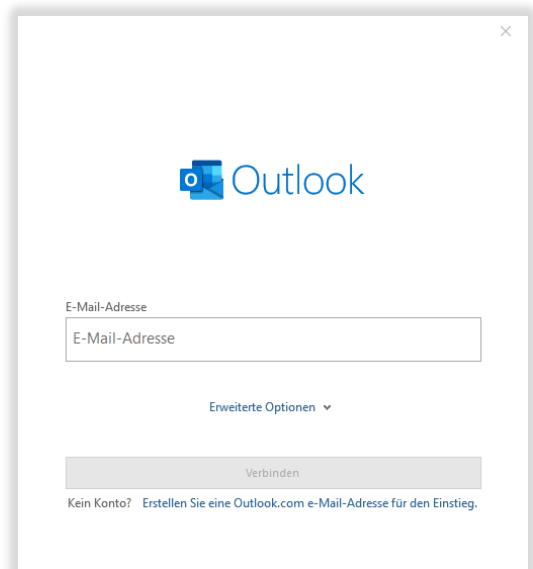 Outlook
E-Mail-Adresse
E-Mail-Adresse
Erweiterte Optionen
Verbinden
Kein Konto? Erstellen Sie eine Outlook.com e-Mail-Adresse für den Einstieg.